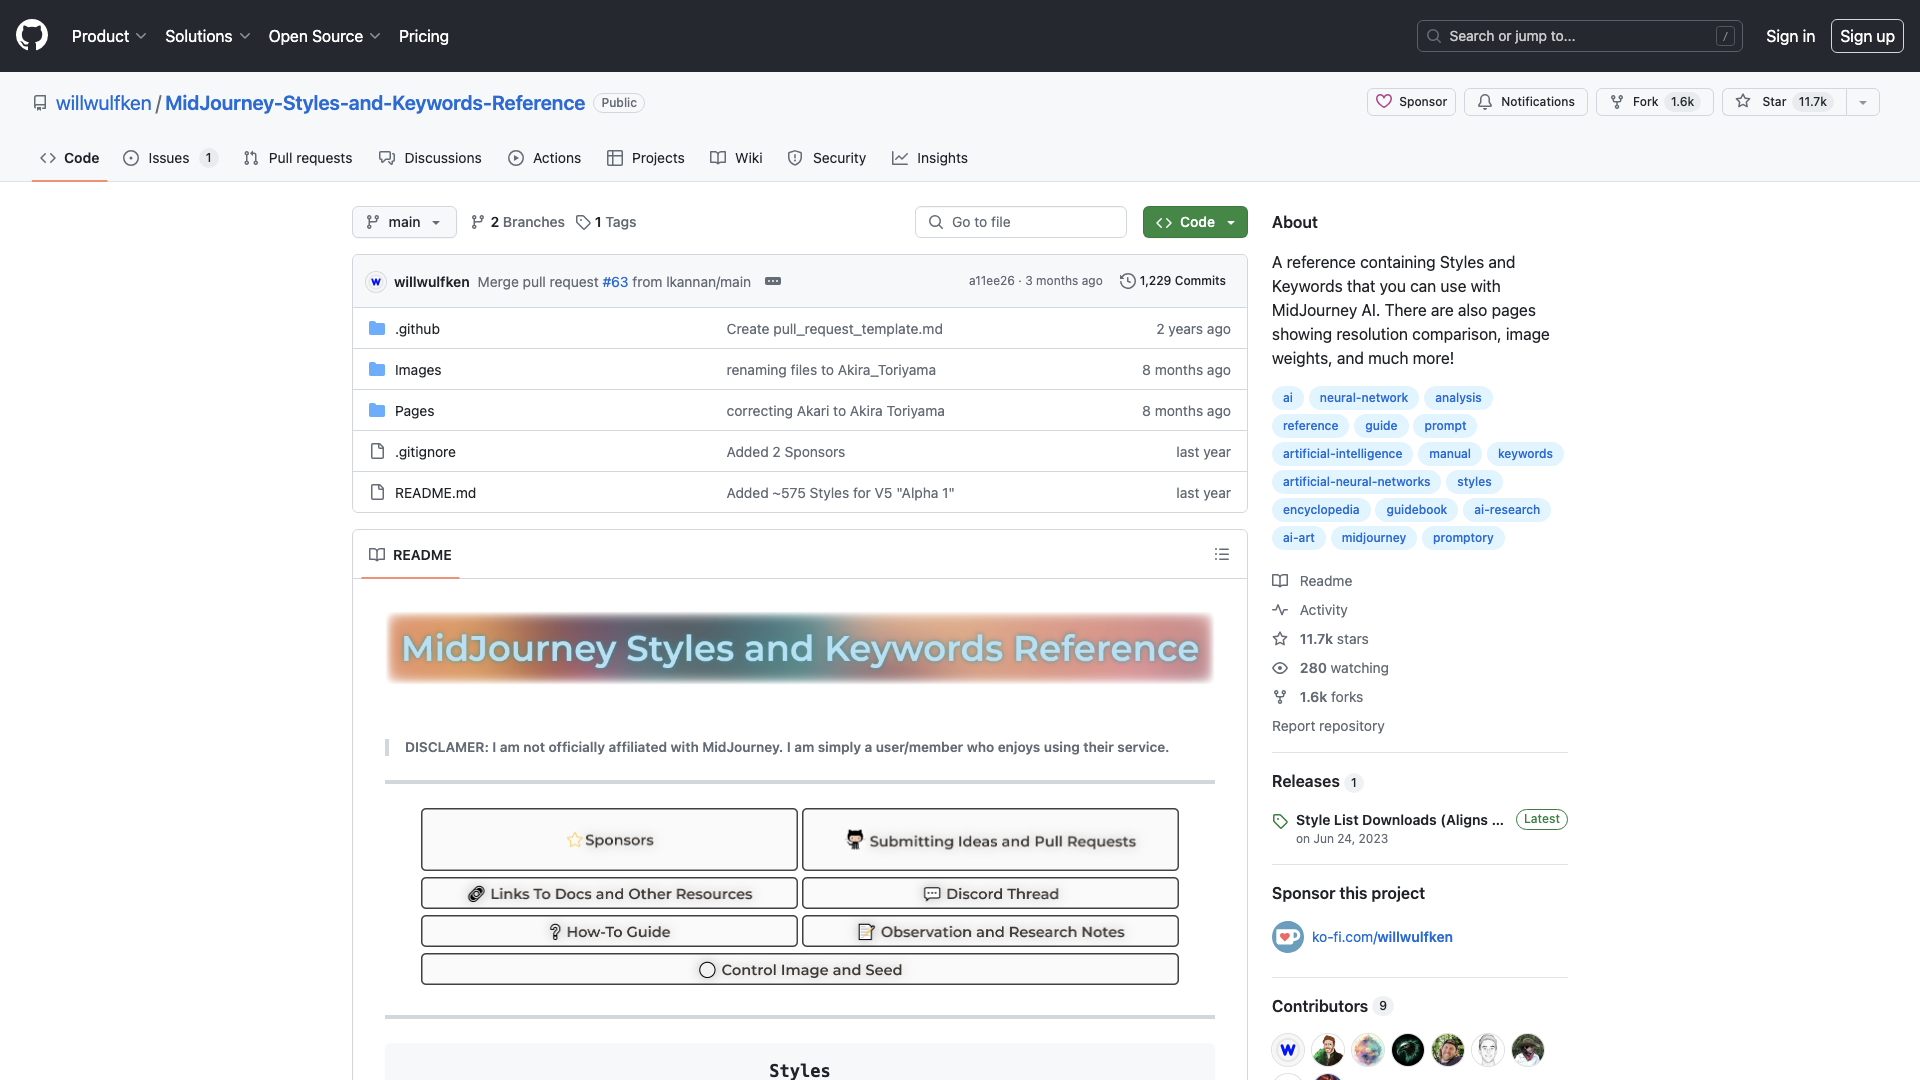 Product
Solutions
Open Source
Pricing
Search or jump to...
/
Sign in
Sign up
willwulfken / MidJourney-Styles-and-Keywords-Reference
Public
Sponsor
Notifications
Fork 1.6k
Star 11.7k
Code
Issues 1
Pull requests
Discussions
Actions
Projects
Wiki
Security
Insights
main
2 Branches
1 Tags
Go to file
Code
willwulfken Merge pull request #63 from lkannan/main
a11ee26 · 3 months ago
1,229 Commits
.github
Create pull_request_template.md
2 years ago
Images
renaming files to Akira_Toriyama
8 months ago
Pages
correcting Akari to Akira Toriyama
8 months ago
.gitignore
Added 2 Sponsors
last year
README.md
Added ~575 Styles for V5 "Alpha 1"
last year
README
MidJourney Styles and Keywords Reference
DISCLAMER: I am not officially affiliated with MidJourney. I am simply a user/member who enjoys using their service.
Sponsors
Submitting Ideas and Pull Requests
Links To Docs and Other Resources
Discord Thread
How-To Guide
Observation and Research Notes
Control Image and Seed
Styles
About
A reference containing Styles and
Keywords that you can use with
MidJourney AI. There are also pages
showing resolution comparison, image
weights, and much more!
ai neural-network analysis
reference guide prompt
artificial-intelligence manual keywords
artificial-neural-networks styles
encyclopedia guidebook ai-research
ai-art midjourney promptory
Readme
Activity
11.7k stars
280 watching
1.6k forks
Report repository
Releases 1
Style List Downloads (Aligns ...
Latest
on Jun 24, 2023
Sponsor this project
ko-fi.com/willwulfken
Contributors 9
w